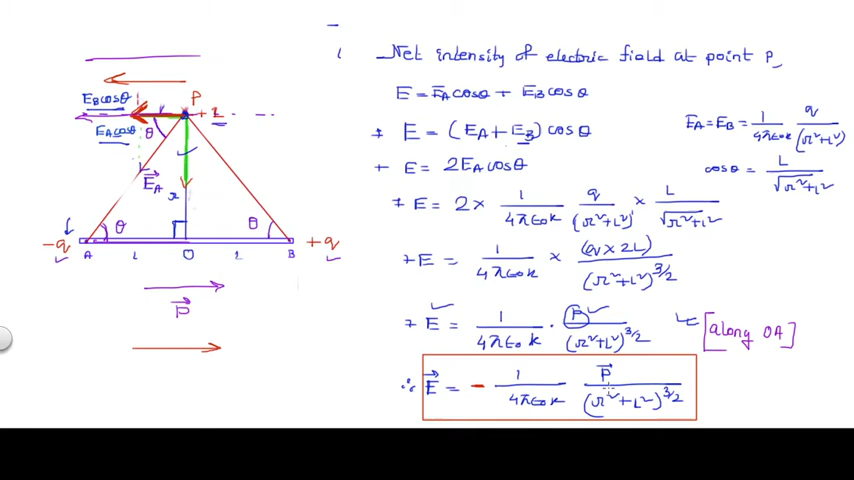 Net intensity of electric field at point P,
E = EA cosθ + EB cosθ
E = (EA + EB) cosθ
E = 2EA cosθ
E = 2 × 1/4πε0k q/(r²+L²) × L/√r²+L²
E = 1/4πε0k × (q×2L)/(r²+L²)^3/2
E = 1/4πε0k · P/(r²+L²)^3/2 [along OA]
∴ E⃗ = - 1/4πε0k P⃗/(r²+L²)^3/2
EA = EB = 1/4πε0k q/(r²+L²)
cosθ = L/√r²+L²
P
EB cosθ
+1
EA cosθ
θ
E⃗A
r
θ θ
-q +q
A L O L B
P⃗